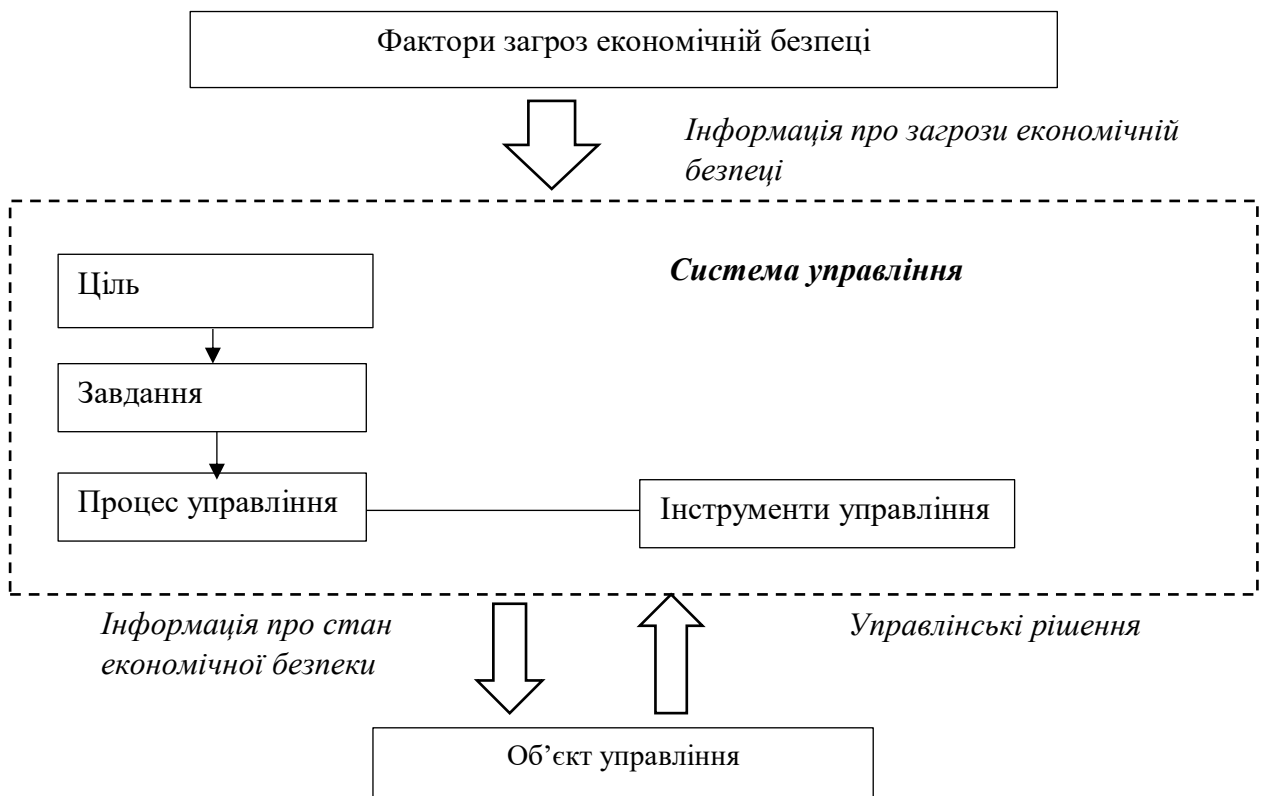 Фактори загроз економічній безпеці
Інформація про загрози економічній
безпеці
Система управління
Ціль
Завдання
Процес управління
Інструменти управління
Інформація про стан
економічної безпеки
Управлінські рішення
Об’єкт управління